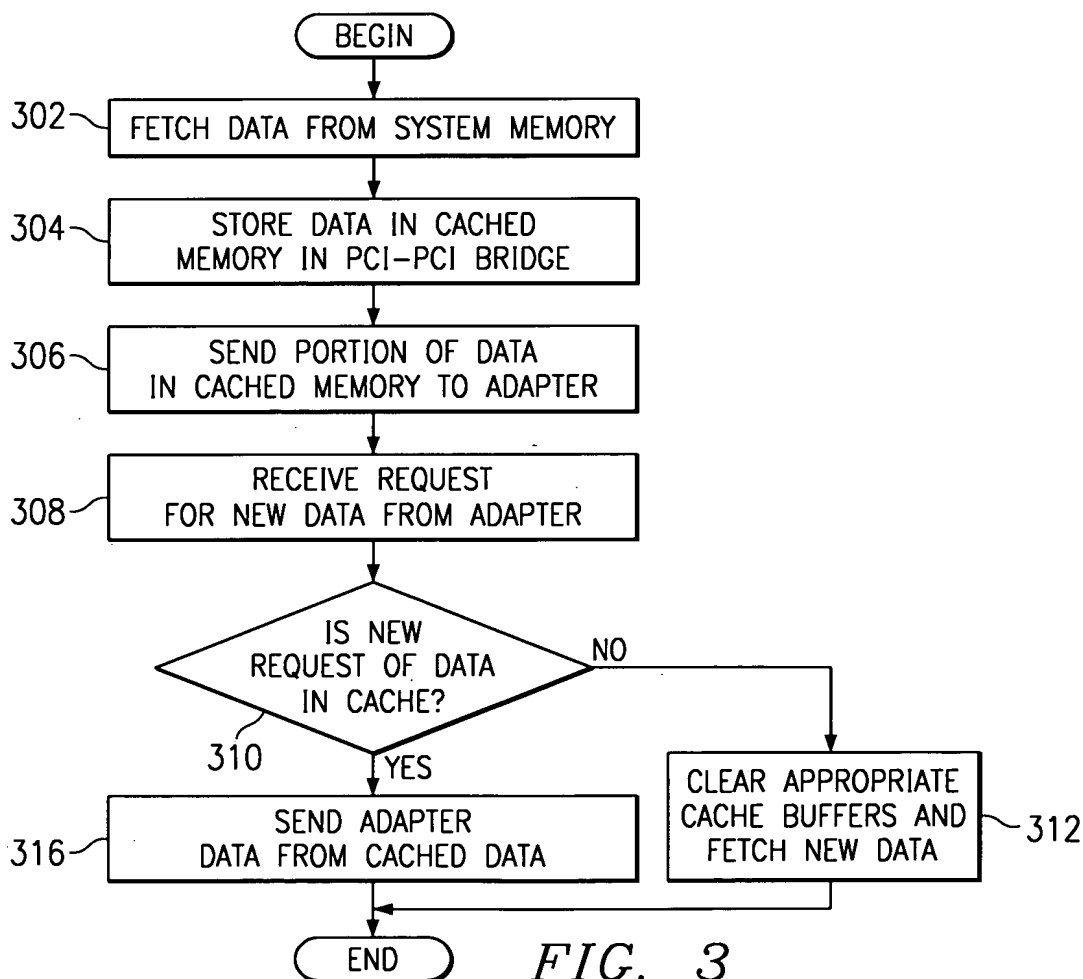 BEGIN
302
FETCH DATA FROM SYSTEM MEMORY
304
STORE DATA IN CACHED
MEMORY IN PCI-PCI BRIDGE
306
SEND PORTION OF DATA
IN CACHED MEMORY TO ADAPTER
308
RECEIVE REQUEST
FOR NEW DATA FROM ADAPTER
IS NEW
REQUEST OF DATA
IN CACHE?
310
NO
YES
316
SEND ADAPTER
DATA FROM CACHED DATA
CLEAR APPROPRIATE
CACHE BUFFERS AND
FETCH NEW DATA
312
END
FIG. 3